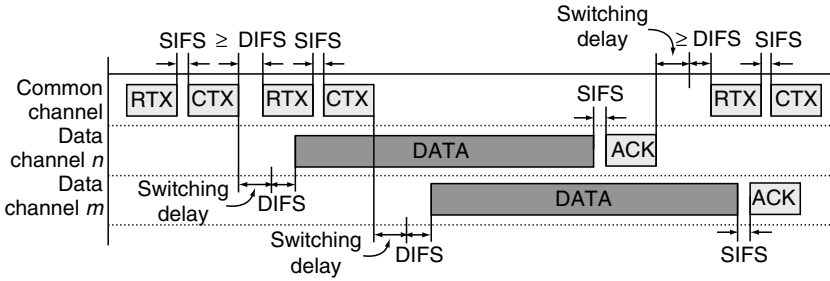 Switching
delay
SIFS ≥ DIFS SIFS
≥ DIFS SIFS
Common
channel
RTX CTX RTX CTX RTX CTX
SIFS
Data
channel n
DATA ACK
Switching
delay
DIFS
Data
channel m
DATA ACK
Switching
delay
DIFS
SIFS